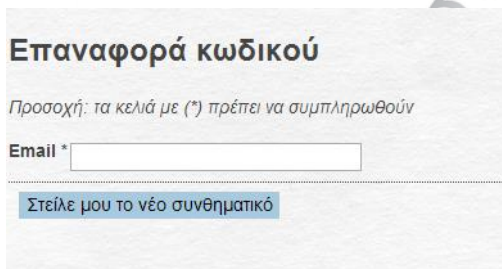 Επαναφορά κωδικού
Προσοχή: τα κελιά με (*) πρέπει να συμπληρωθούν
Email *
Στείλε μου το νέο συνθηματικό